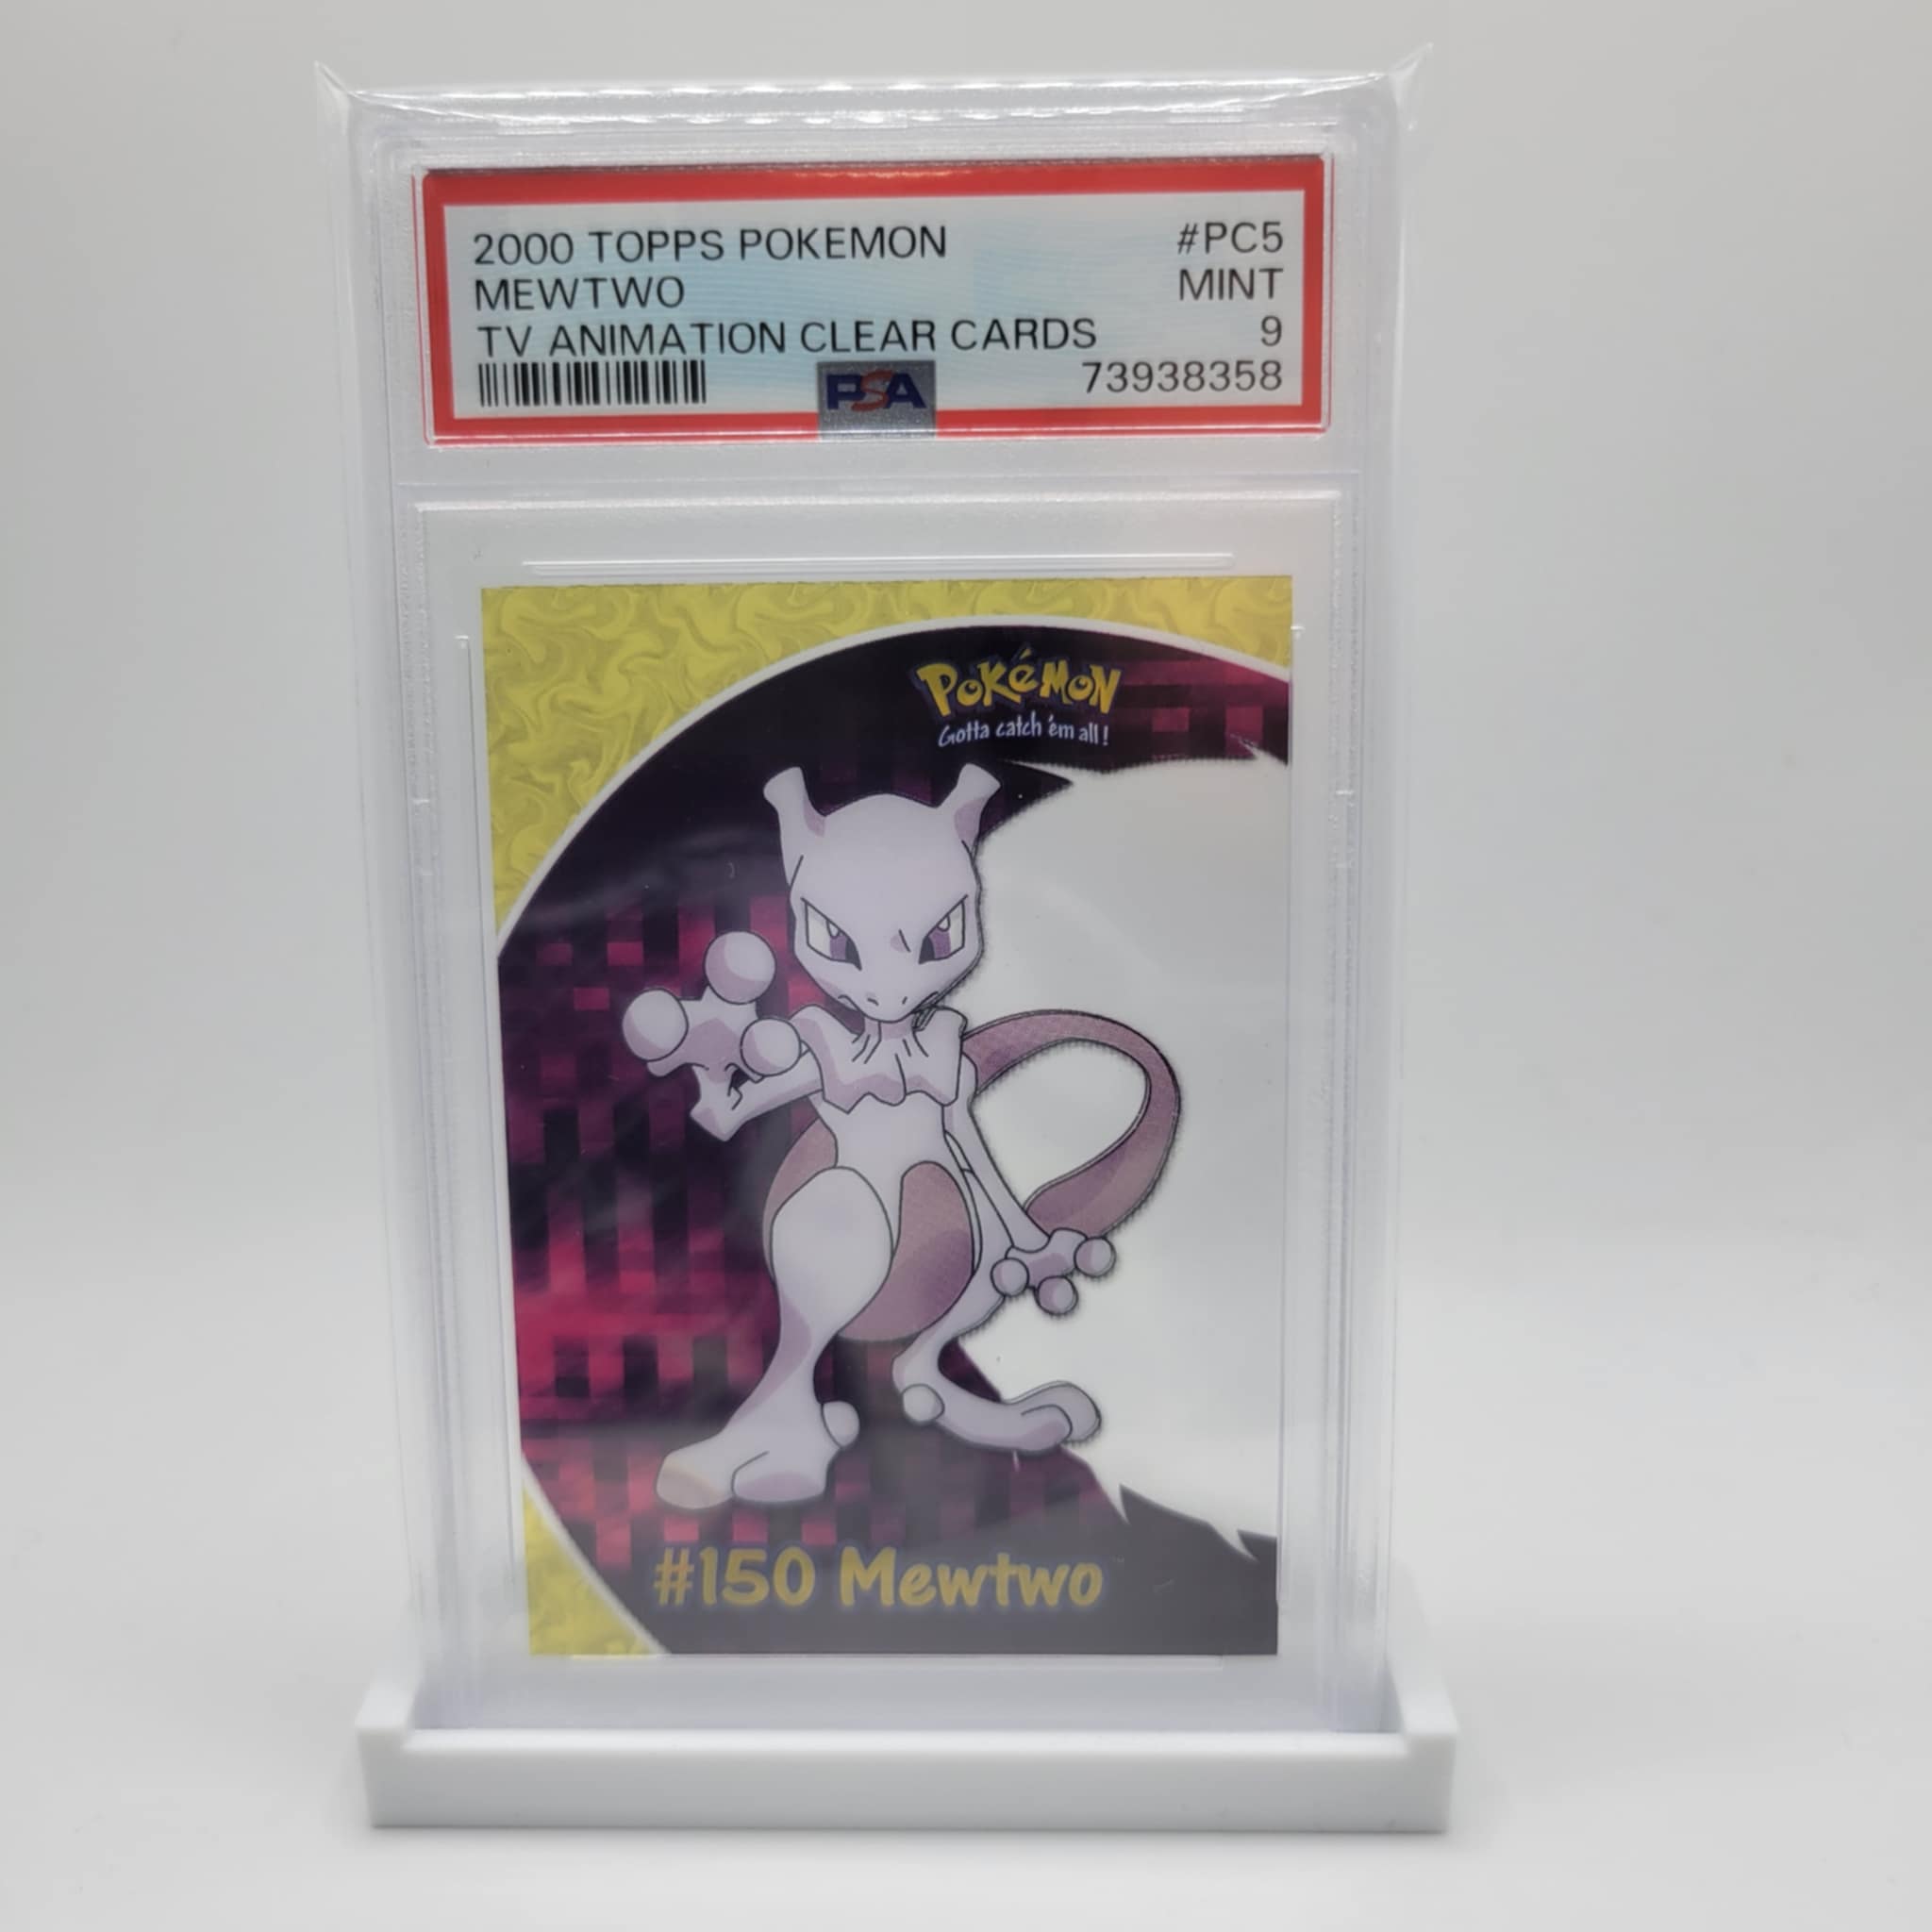 2000 TOPPS POKEMON #PC5
MEWTWO MINT
TV ANIMATION CLEAR CARDS 9
PSA 73938358
POKéMON
Gotta catch 'em all!
#150 Mewtwo